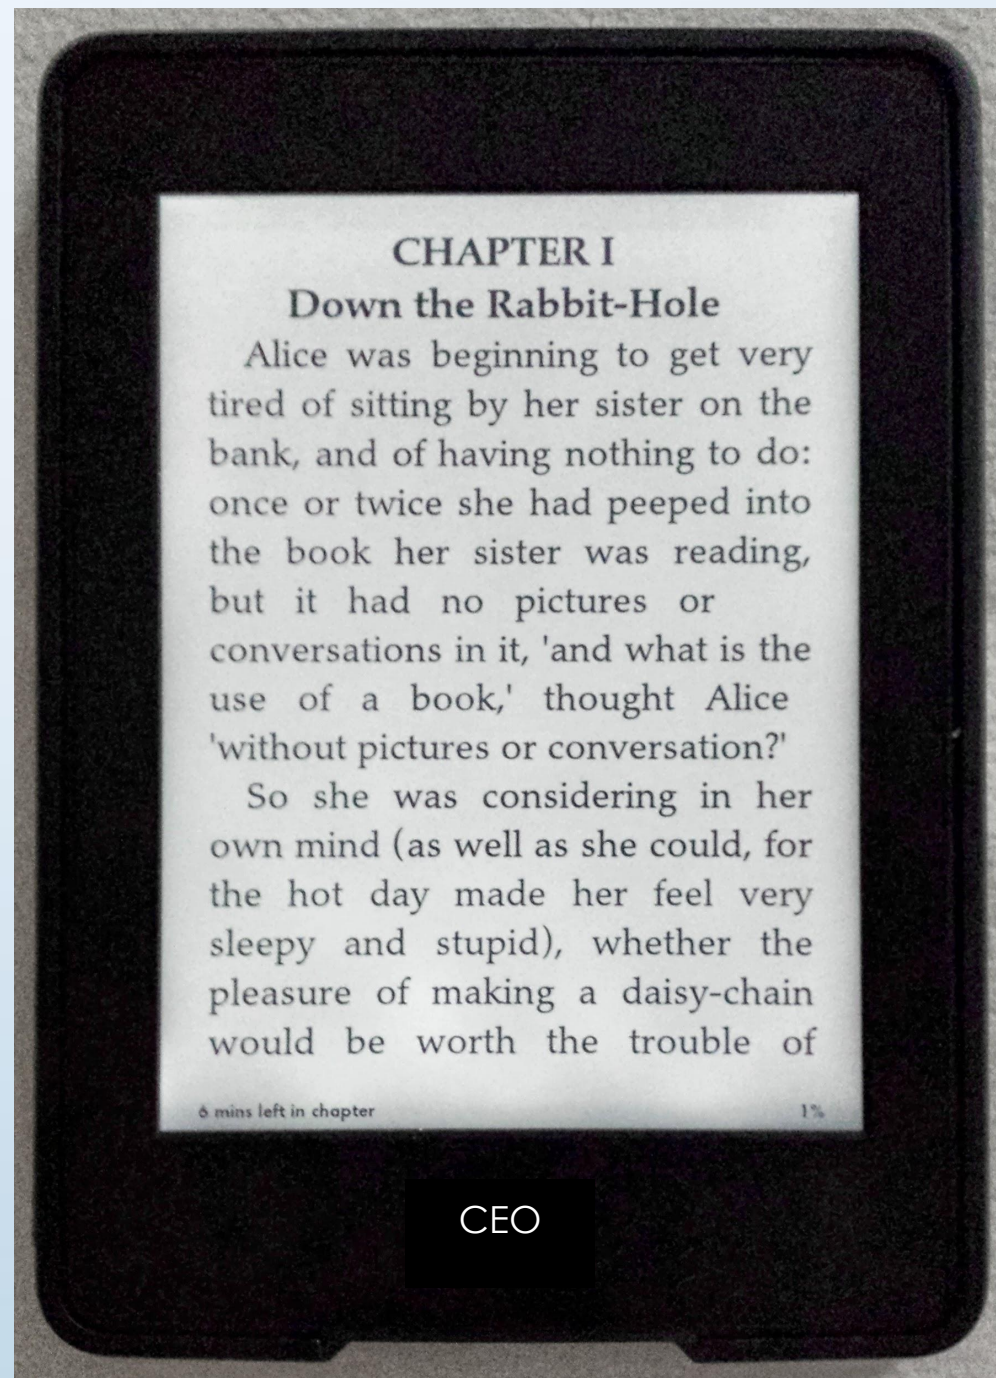 CHAPTER I
Down the Rabbit-Hole
Alice was beginning to get very
tired of sitting by her sister on the
bank, and of having nothing to do:
once or twice she had peeped into
the book her sister was reading,
but it had no pictures or
conversations in it, 'and what is the
use of a book,' thought Alice
'without pictures or conversation?'
So she was considering in her
own mind (as well as she could, for
the hot day made her feel very
sleepy and stupid), whether the
pleasure of making a daisy-chain
would be worth the trouble of
6 mins left in chapter 1%
CEO